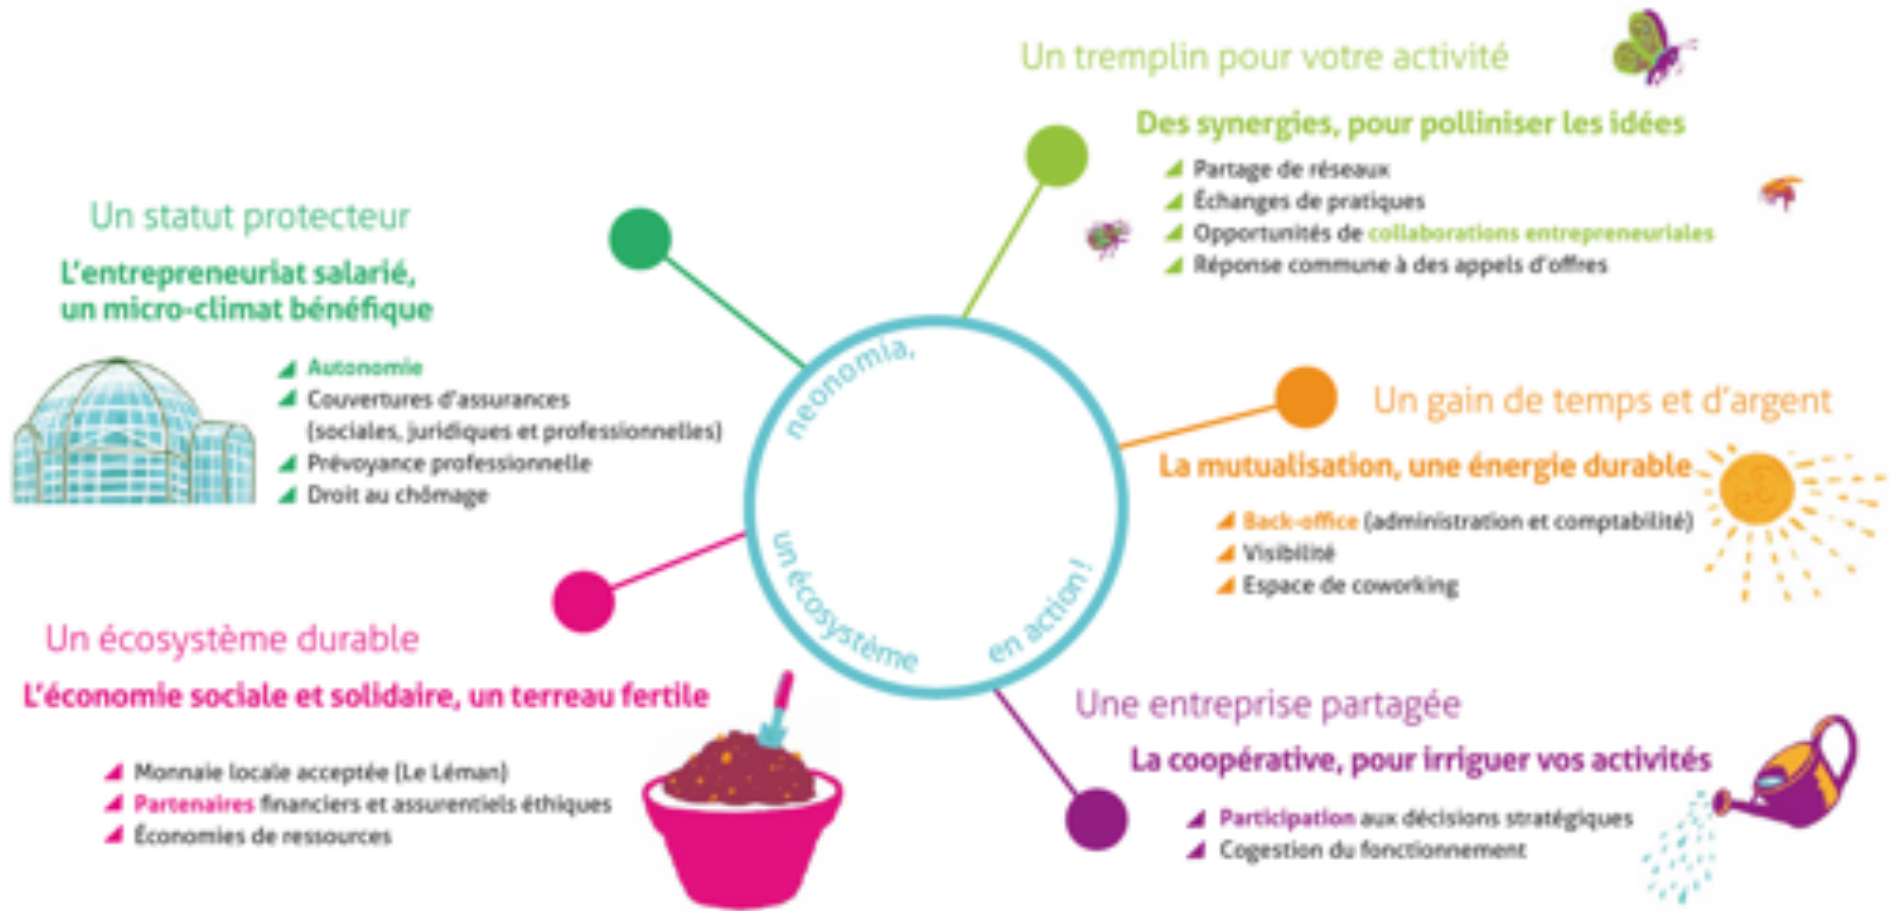 Un tremplin pour votre activité
Des synergies, pour polliniser les idées
Partage de réseaux
Échanges de pratiques
Opportunités de collaborations entrepreneuriales
Réponse commune à des appels d'offres
Un statut protecteur
L'entrepreneuriat salarié,
un micro-climat bénéfique
Autonomie
Couvertures d'assurances
(sociales, juridiques et professionnelles)
Prévoyance professionnelle
Droit au chômage
neonomia,
un écosystème
en action !
Un gain de temps et d'argent
La mutualisation, une énergie durable
Back-office (administration et comptabilité)
Visibilité
Espace de coworking
Un écosystème durable
L'économie sociale et solidaire, un terreau fertile
Monnaie locale acceptée (Le Léman)
Partenaires financiers et assurentiels éthiques
Économies de ressources
Une entreprise partagée
La coopérative, pour irriguer vos activités
Participation aux décisions stratégiques
Cogestion du fonctionnement